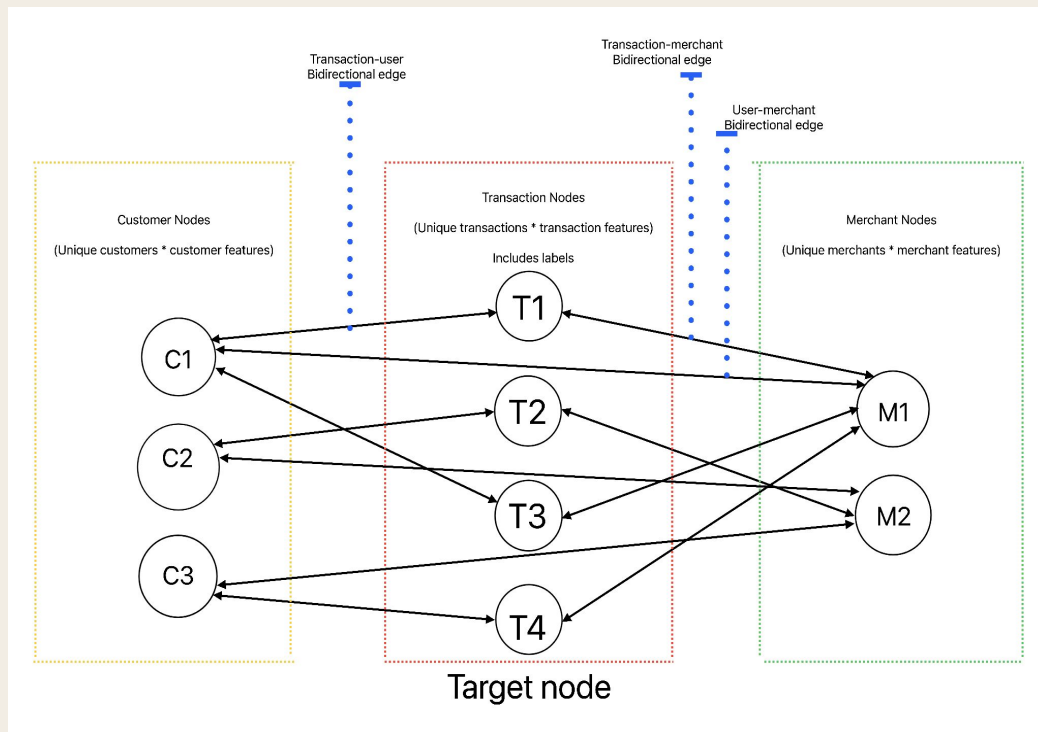 Transaction-user
Bidirectional edge
Transaction-merchant
Bidirectional edge
User-merchant
Bidirectional edge
Customer Nodes
(Unique customers * customer features)
Transaction Nodes
(Unique transactions * transaction features)
Includes labels
Merchant Nodes
(Unique merchants * merchant features)
T1
C1
T2
M1
C2
T3
M2
C3
T4
Target node